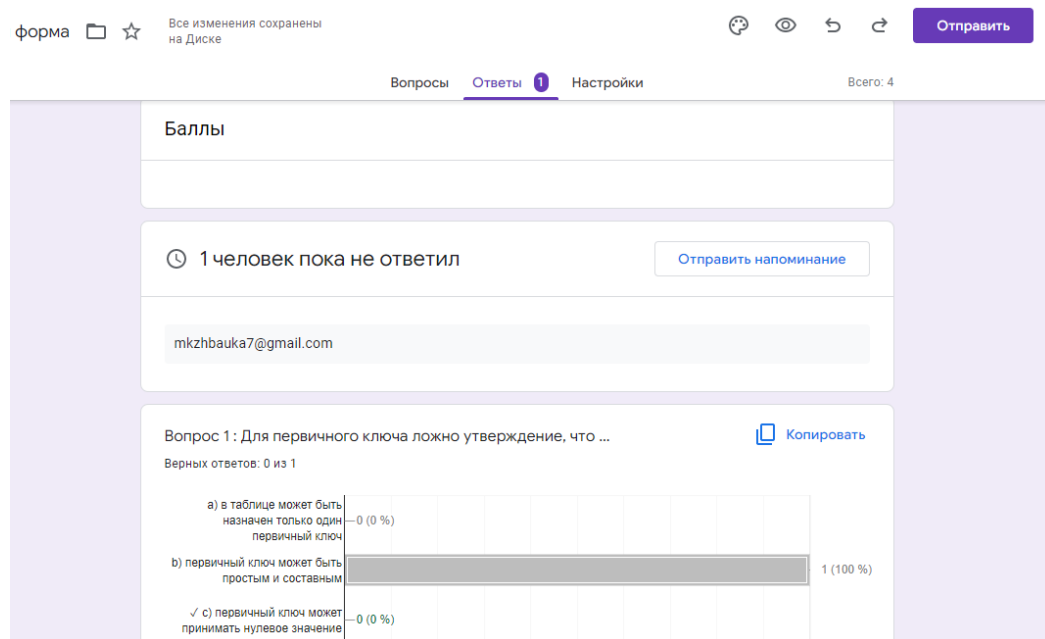 форма
Все изменения сохранены
на Диске
Отправить
Вопросы Ответы 1 Настройки
Всего: 4
Баллы
1 человек пока не ответил
Отправить напоминание
mkzhbauka7@gmail.com
Вопрос 1 : Для первичного ключа ложно утверждение, что ...
Копировать
Верных ответов: 0 из 1
a) в таблице может быть
назначен только один
первичный ключ
0 (0 %)
b) первичный ключ может быть
простым и составным
1 (100 %)
✓ c) первичный ключ может
принимать нулевое значение
0 (0 %)